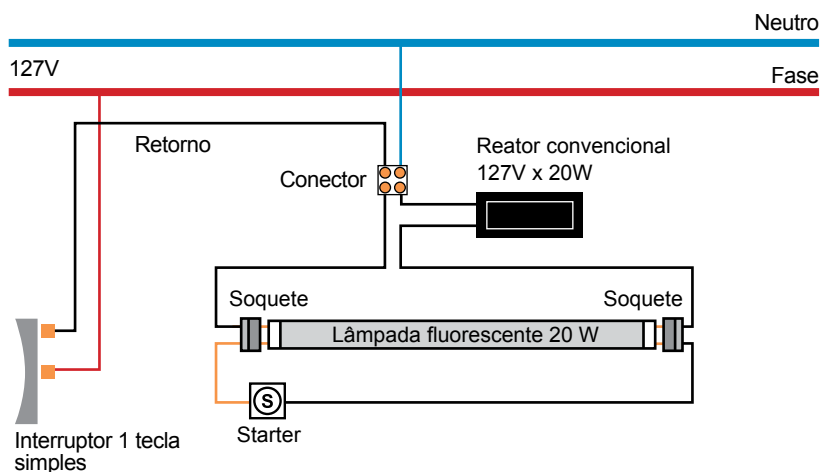 Neutro
127V
Fase
Retorno
Reator convencional
127V x 20W
Conector
Soquete
Soquete
Lâmpada fluorescente 20 W
S
Starter
Interruptor 1 tecla
simples